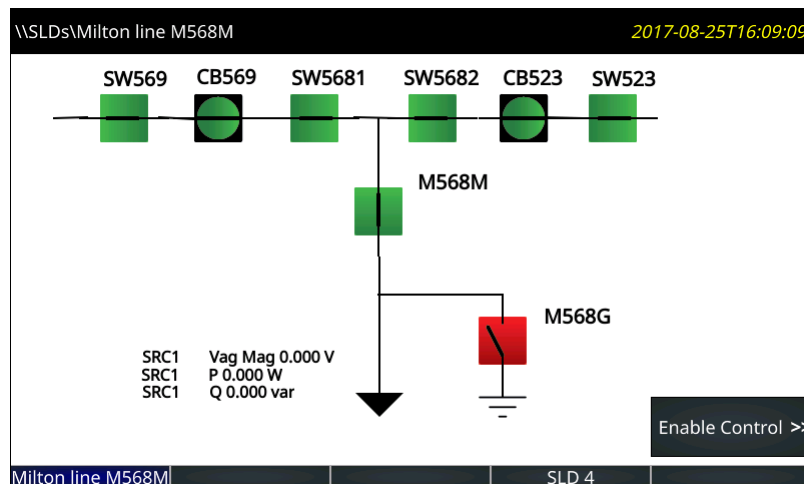 \\SLDs\Milton line M568M 2017-08-25T16:09:09
SW569 CB569 SW5681 SW5682 CB523 SW523
M568M
M568G
SRC1 Vag Mag 0.000 V
SRC1 P 0.000 W
SRC1 Q 0.000 var
Enable Control >>
Milton line M568M SLD 4